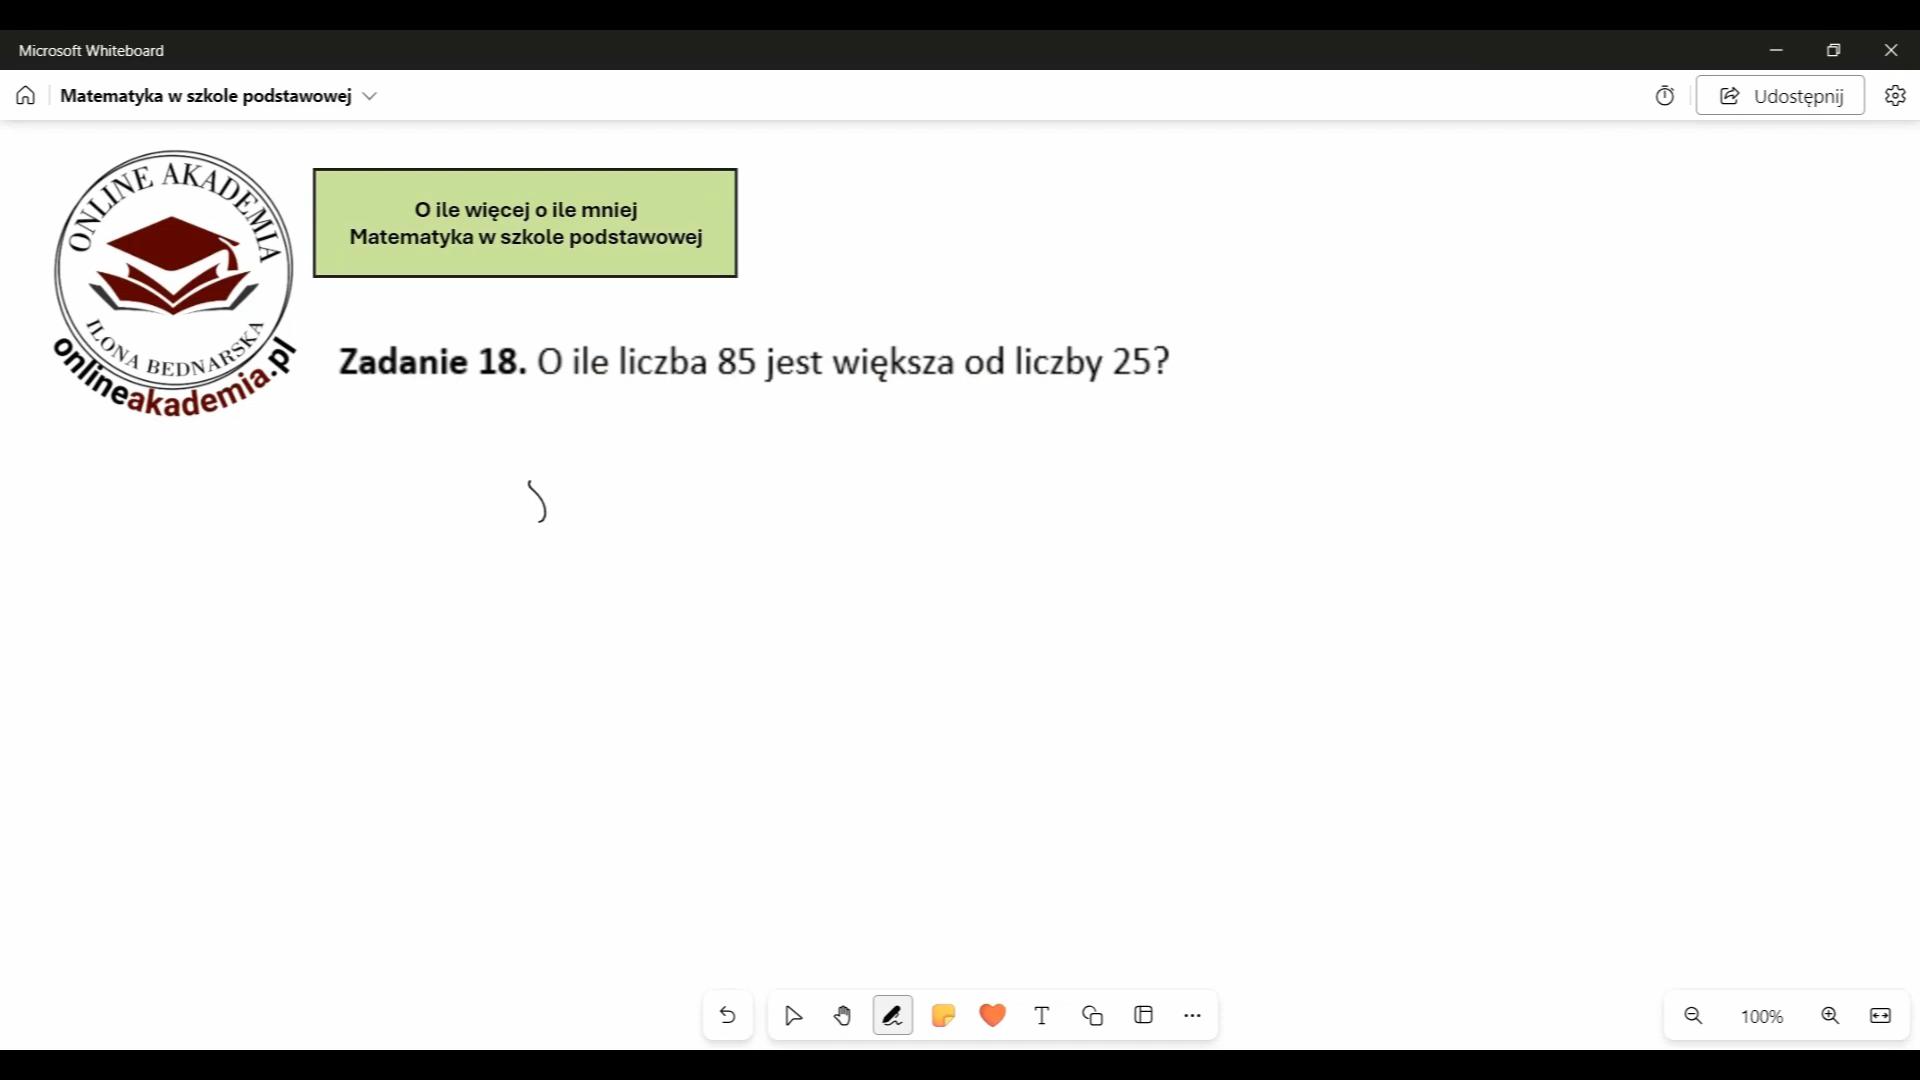 Microsoft Whiteboard
Matematyka w szkole podstawowej
Udostępnij
ONLINE AKADEMIA
ILONA BEDNARSKA
onlineakademia.pl
O ile więcej o ile mniej
Matematyka w szkole podstawowej
Zadanie 18. O ile liczba 85 jest większa od liczby 25?
100%